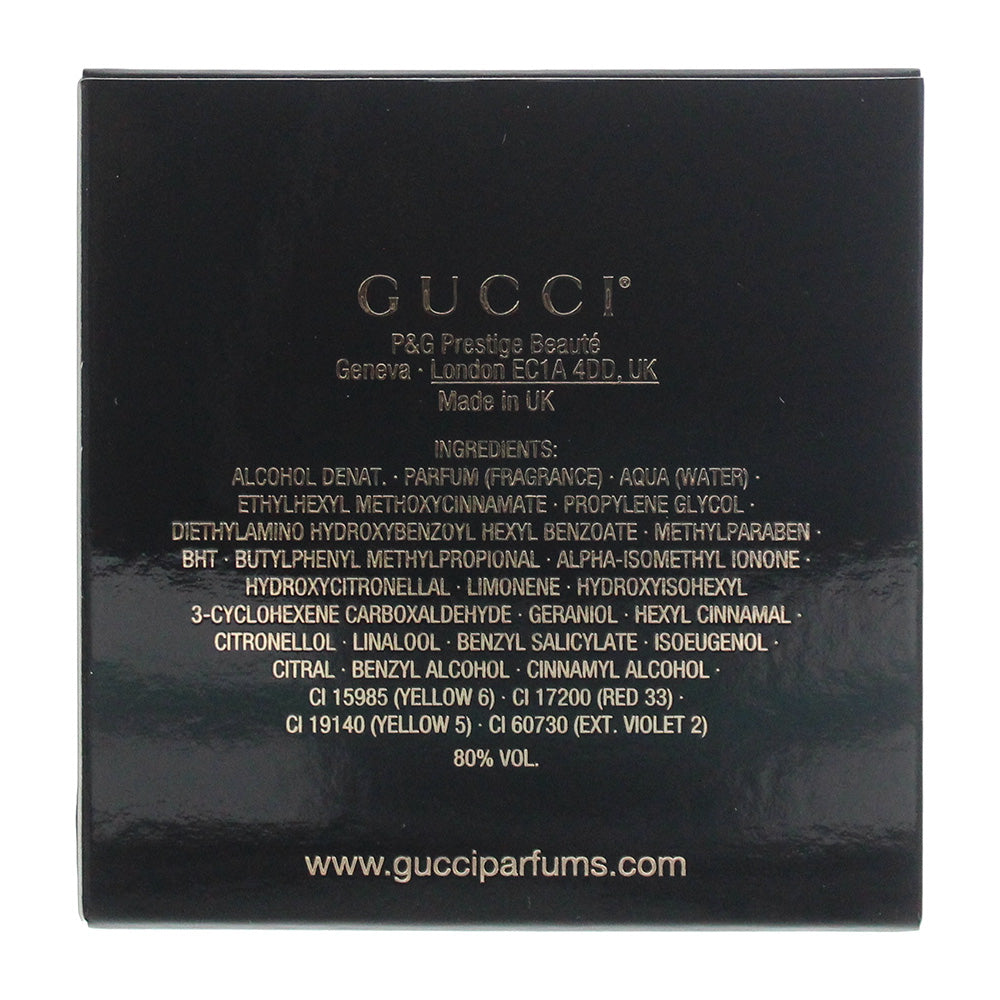 GUCCI®
P&G Prestige Beauté
Geneva · London EC1A 4DD, UK
Made in UK
INGREDIENTS:
ALCOHOL DENAT. · PARFUM (FRAGRANCE) · AQUA (WATER) ·
ETHYLHEXYL METHOXYCINNAMATE · PROPYLENE GLYCOL ·
DIETHYLAMINO HYDROXYBENZOYL HEXYL BENZOATE · METHYLPARABEN ·
BHT · BUTYLPHENYL METHYLPROPIONAL · ALPHA-ISOMETHYL IONONE ·
HYDROXYCITRONELLAL · LIMONENE · HYDROXYISOHEXYL
3-CYCLOHEXENE CARBOXALDEHYDE · GERANIOL · HEXYL CINNAMAL ·
CITRONELLOL · LINALOOL · BENZYL SALICYLATE · ISOEUGENOL ·
CITRAL · BENZYL ALCOHOL · CINNAMYL ALCOHOL ·
CI 15985 (YELLOW 6) · CI 17200 (RED 33) ·
CI 19140 (YELLOW 5) · CI 60730 (EXT. VIOLET 2)
80% VOL.
www.gucciparfums.com